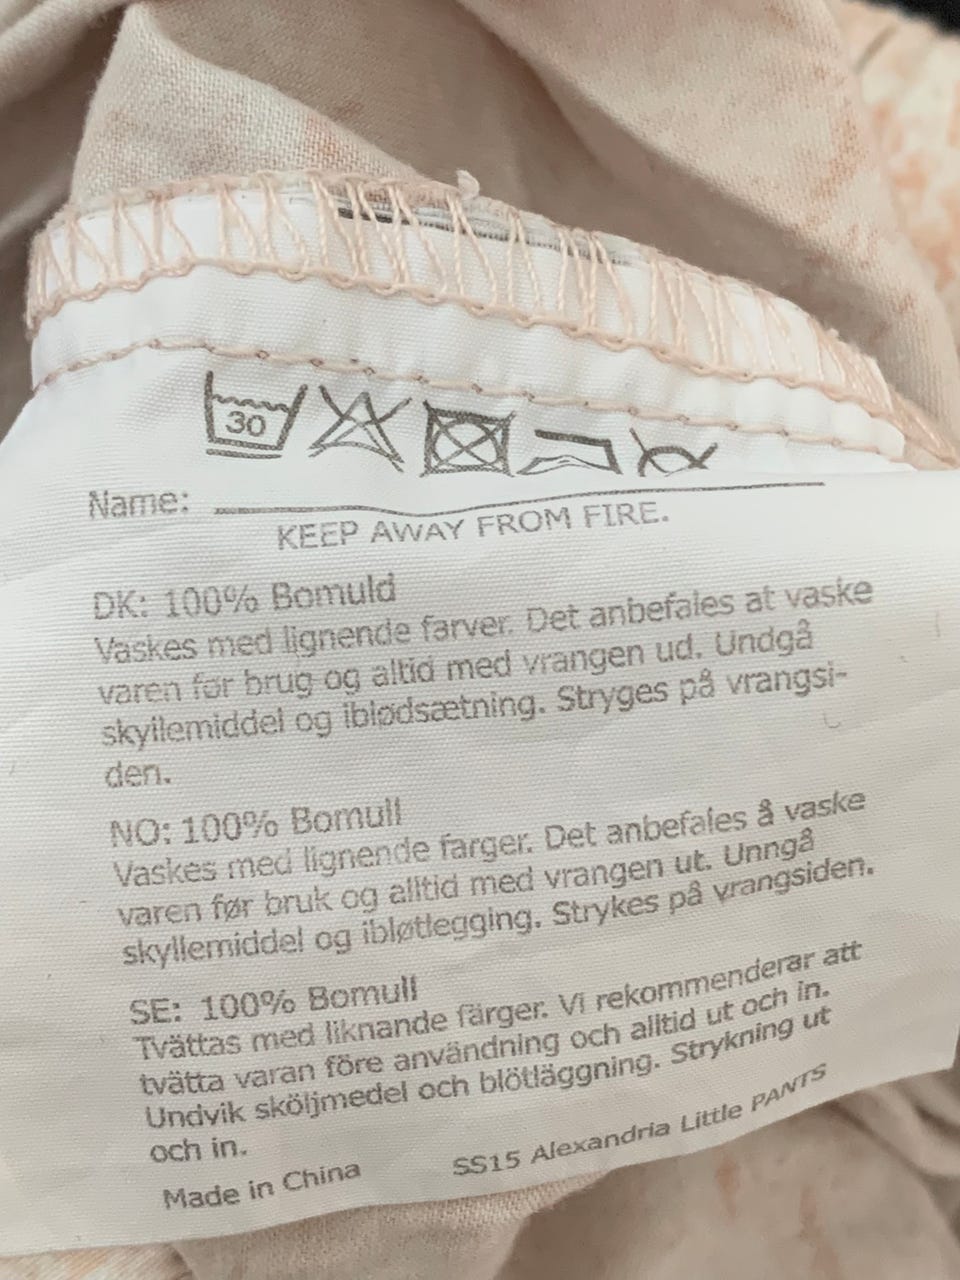 30
Name:
KEEP AWAY FROM FIRE.
DK: 100% Bomuld
Vaskes med lignende farver. Det anbefales at vaske
varen før brug og altid med vrangen ud. Undgå
skyllemiddel og iblødsætning. Stryges på vrangsi-
den.
NO: 100% Bomull
Vaskes med lignende farger. Det anbefales å vaske
varen før bruk og alltid med vrangen ut. Unngå
skyllemiddel og ibløtlegging. Strykes på vrangsiden.
SE: 100% Bomull
Tvättas med liknande färger. Vi rekommenderar att
tvätta varan före användning och alltid ut och in.
Undvik sköljmedel och blötläggning. Strykning ut
och in.
Made in China
SS15 Alexandria Little PANTS